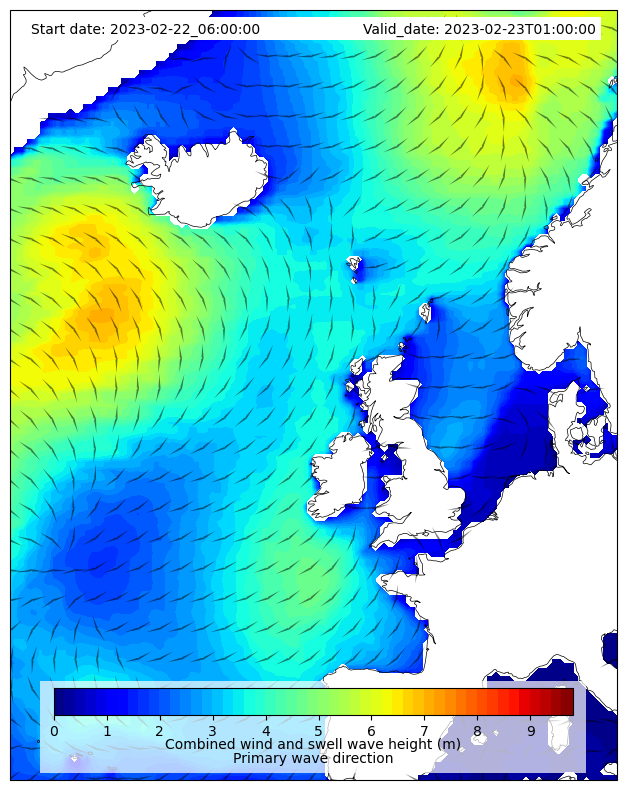 Start date: 2023-02-22_06:00:00 Valid_date: 2023-02-23T01:00:00
0 1 2 3 4 5 6 7 8 9
Combined wind and swell wave height (m)
Primary wave direction